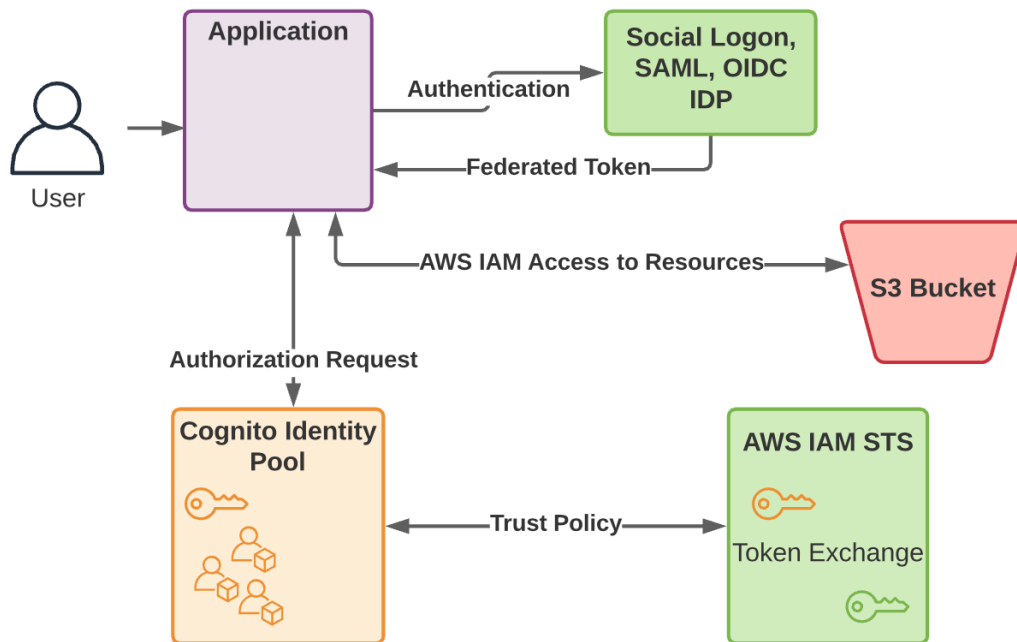 Application
Social Logon,
SAML, OIDC
IDP
Authentication
Federated Token
User
AWS IAM Access to Resources
S3 Bucket
Authorization Request
Cognito Identity
Pool
AWS IAM STS
Trust Policy
Token Exchange